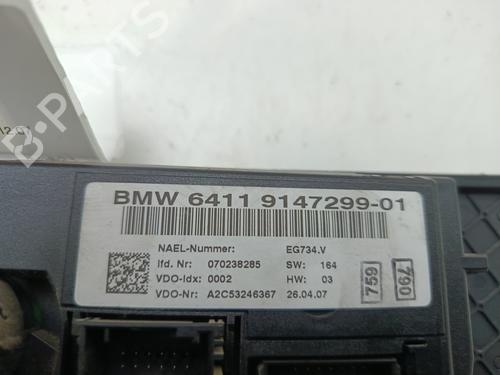 B-PARTS
BMW 6411 9147299-01
NAEL-Nummer: EG734.V
lfd. Nr: 070238285 SW: 164
VDO-Idx: 0002 HW: 03
VDO-Nr: A2C53246367 26.04.07
759
790